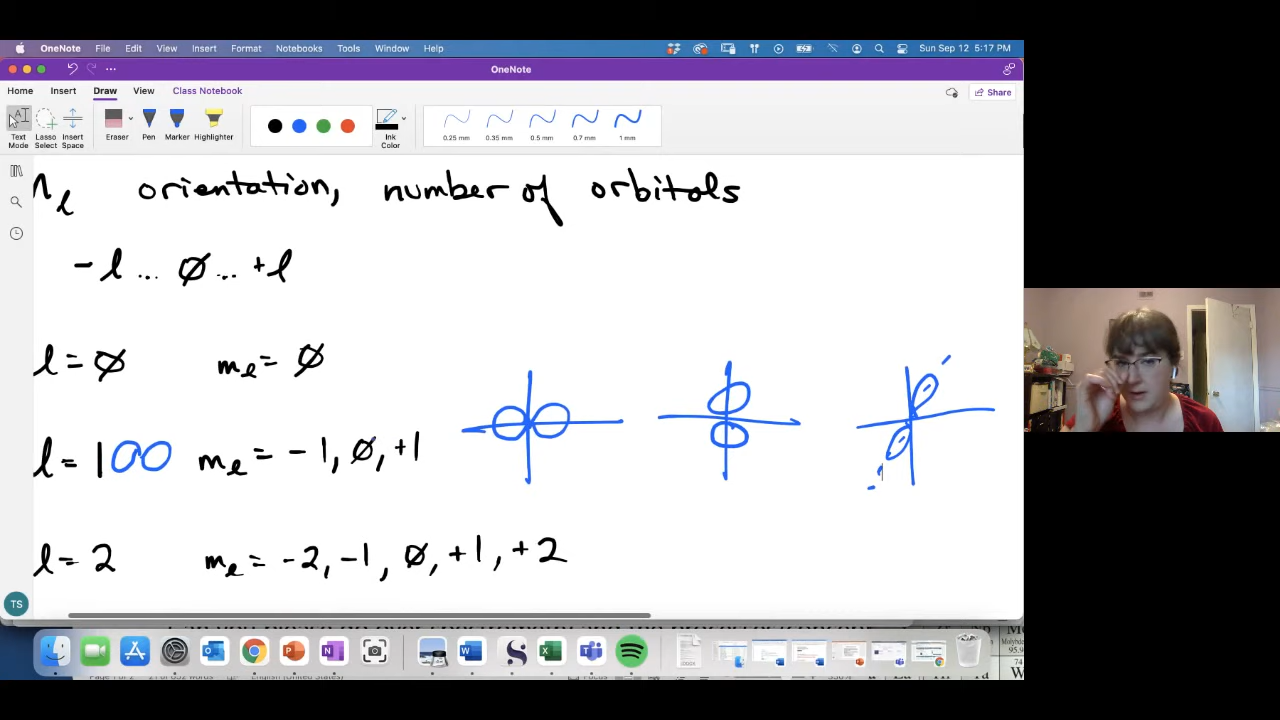 OneNote File Edit View Insert Format Notebooks Tools Window Help Sun Sep 12 5:17 PM
OneNote
Home Insert Draw View Class Notebook Share
Text Mode Lasso Select Insert Space Eraser Pen Marker Highlighter Ink Color 0.25 mm 0.35 mm 0.5 mm 0.7 mm 1 mm
mℓ orientation, number of orbitals
-ℓ ... Ø ... +ℓ
ℓ = Ø mℓ = Ø
ℓ = 1 mℓ = -1, Ø, +1
ℓ = 2 mℓ = -2, -1, Ø, +1, +2
TS